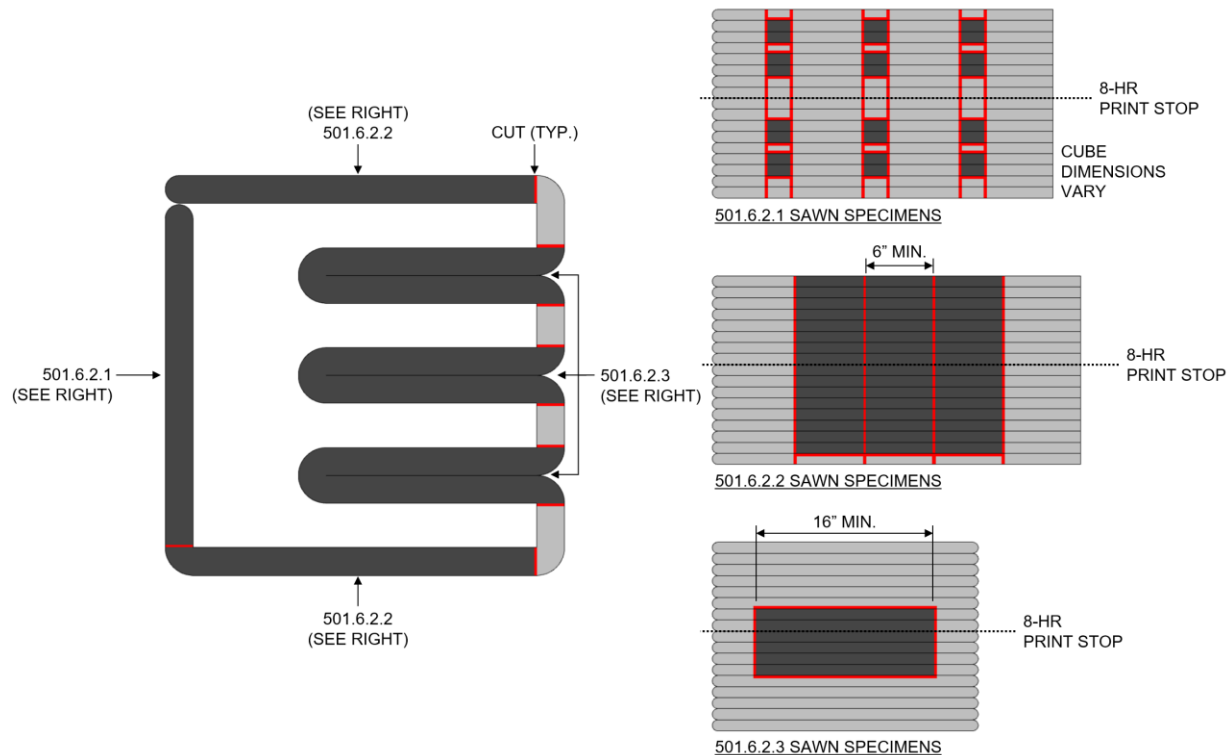 (SEE RIGHT)
501.6.2.2
CUT (TYP.)
501.6.2.1
(SEE RIGHT)
501.6.2.3
(SEE RIGHT)
501.6.2.2
(SEE RIGHT)
8-HR
PRINT STOP
CUBE
DIMENSIONS
VARY
501.6.2.1 SAWN SPECIMENS
6” MIN.
8-HR
PRINT STOP
501.6.2.2 SAWN SPECIMENS
16” MIN.
8-HR
PRINT STOP
501.6.2.3 SAWN SPECIMENS